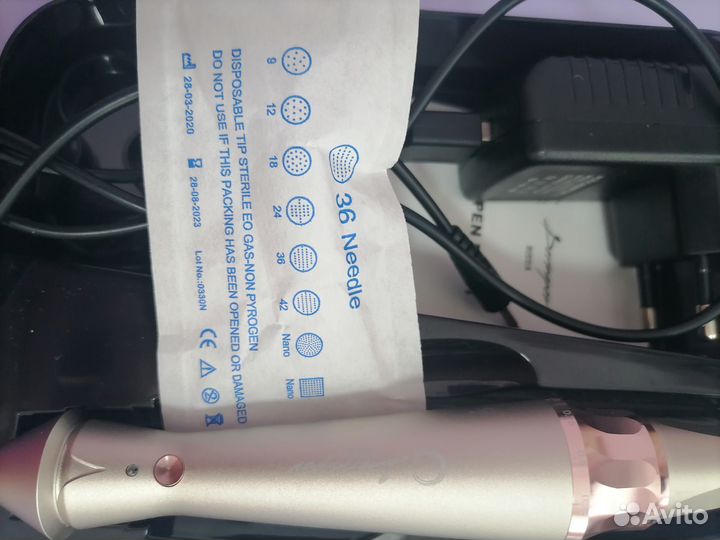 36 Needle
9
12
18
24
36
42
Nano
Nano
DISPOSABLE TIP STERILE EO GAS-NON PYROGEN
DO NOT USE IF THIS PACKING HAS BEEN OPENED OR DAMAGED
28-03-2020
28-08-2023
Lot No.:0330N
CE
PEN
Avito